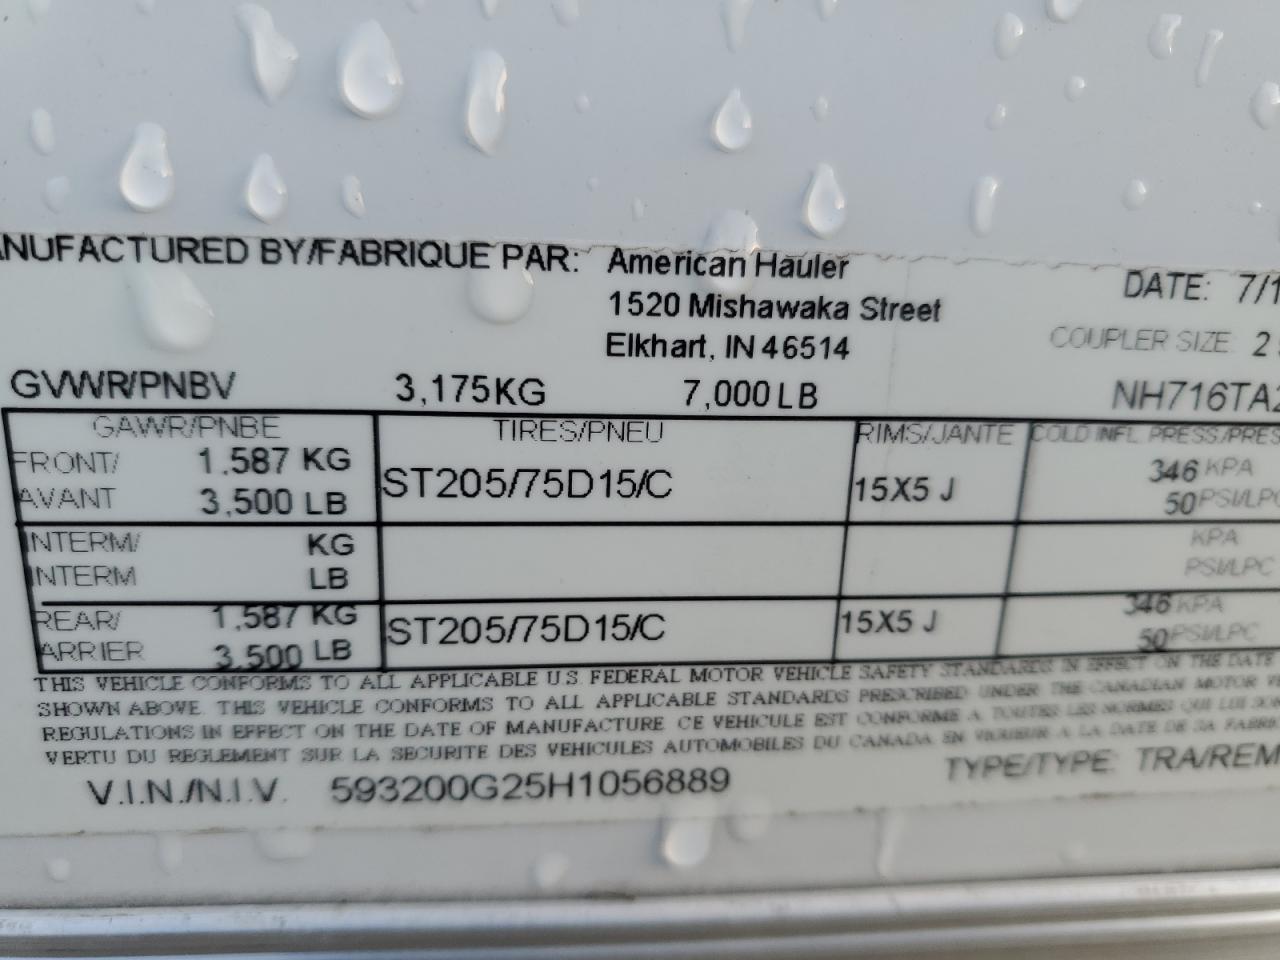 ANUFACTURED BY/FABRIQUE PAR: American Hauler
1520 Mishawaka Street
Elkhart, IN 46514
DATE: 7/1
COUPLER SIZE: 2
GVWR/PNBV 3,175KG 7,000 LB NH716TA2
GAWR/PNBE TIRES/PNEU RIMS/JANTE COLD INFL. PRESS/PRES
FRONT/ 1.587 KG ST205/75D15/C 15X5 J 346 KPA
AVANT 3,500 LB 50 PSI/LPC
INTERM/ KG KPA
INTERM LB PSI/LPC
REAR/ 1,587 KG ST205/75D15/C 15X5 J 346 KPA
ARRIER 3,500 LB 50 PSI/LPC
THIS VEHICLE CONFORMS TO ALL APPLICABLE U.S. FEDERAL MOTOR VEHICLE SAFETY STANDARDS IN EFFECT ON THE DATE
SHOWN ABOVE. THIS VEHICLE CONFORMS TO ALL APPLICABLE STANDARDS PRESCRIBED UNDER THE CANADIAN MOTOR VE
REGULATIONS IN EFFECT ON THE DATE OF MANUFACTURE CE VEHICULE EST CONFORME A TOUTES LES NORMES QUI LUI SON
VERTU DU REGLEMENT SUR LA SECURITE DES VEHICULES AUTOMOBILES DU CANADA EN VIGUEUR A LA DATE DE SA FABRI
V.I.N./N.I.V. 593200G25H1056889 TYPE/TYPE: TRA/REM